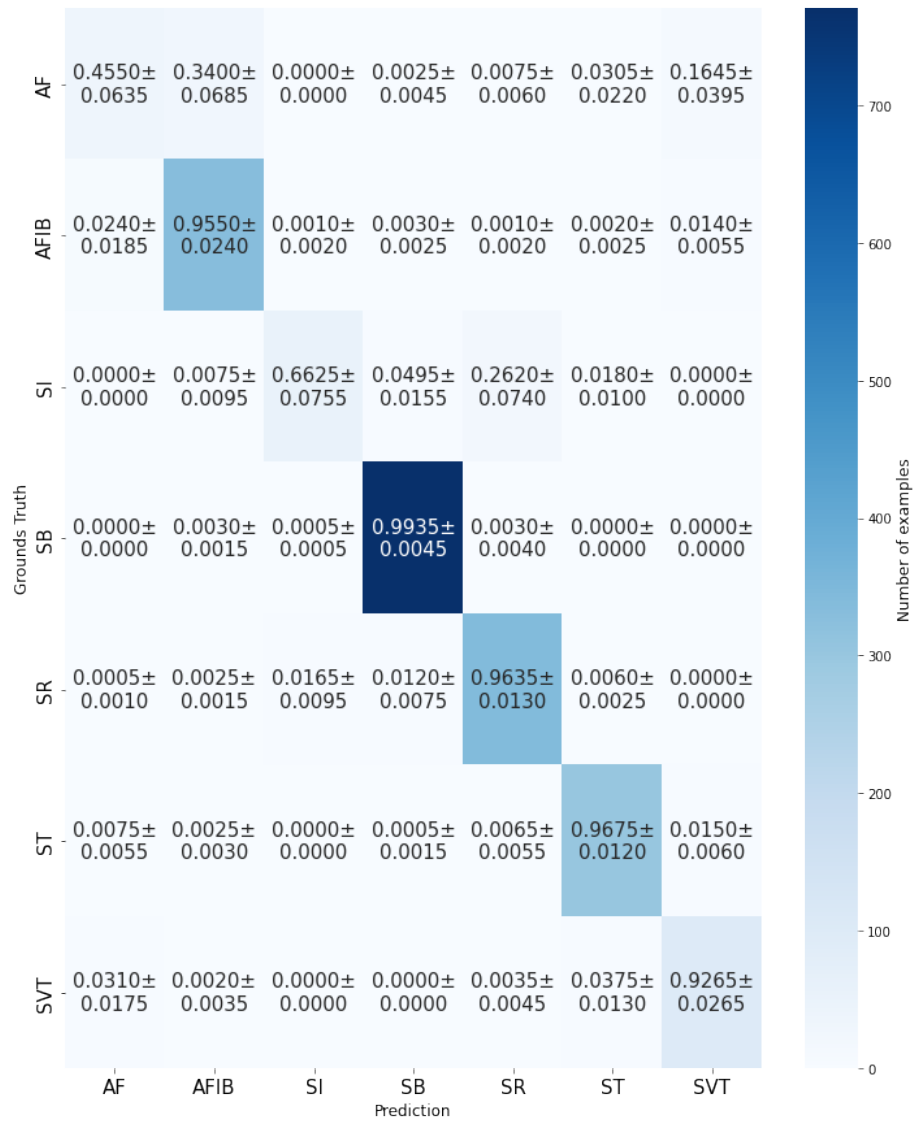 AF
0.4550± 0.3400± 0.0000± 0.0025± 0.0075± 0.0305± 0.1645±
0.0635 0.0685 0.0000 0.0045 0.0060 0.0220 0.0395
AFIB
0.0240± 0.9550± 0.0010± 0.0030± 0.0010± 0.0020± 0.0140±
0.0185 0.0240 0.0020 0.0025 0.0020 0.0025 0.0055
SI
0.0000± 0.0075± 0.6625± 0.0495± 0.2620± 0.0180± 0.0000±
0.0000 0.0095 0.0755 0.0155 0.0740 0.0100 0.0000
Grounds Truth
SB
0.0000± 0.0030± 0.0005± 0.9935± 0.0030± 0.0000± 0.0000±
0.0000 0.0015 0.0005 0.0045 0.0040 0.0000 0.0000
SR
0.0005± 0.0025± 0.0165± 0.0120± 0.9635± 0.0060± 0.0000±
0.0010 0.0015 0.0095 0.0075 0.0130 0.0025 0.0000
ST
0.0075± 0.0025± 0.0000± 0.0005± 0.0065± 0.9675± 0.0150±
0.0055 0.0030 0.0000 0.0015 0.0055 0.0120 0.0060
SVT
0.0310± 0.0020± 0.0000± 0.0000± 0.0035± 0.0375± 0.9265±
0.0175 0.0035 0.0000 0.0000 0.0045 0.0130 0.0265
AF AFIB SI SB SR ST SVT
Prediction
700
600
500
400
300
200
100
0
Number of examples